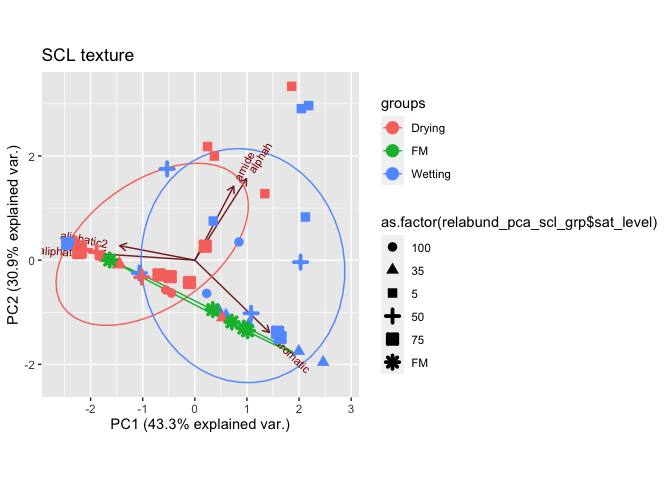 SCL texture
PC2 (30.9% explained var.)
2
0
-2
amide
alphah
aliphatic2
aliphat
aromatic
-2
-1
0
1
2
3
PC1 (43.3% explained var.)
groups
Drying
FM
Wetting
as.factor(relabund_pca_scl_grp$sat_level)
100
35
5
50
75
FM